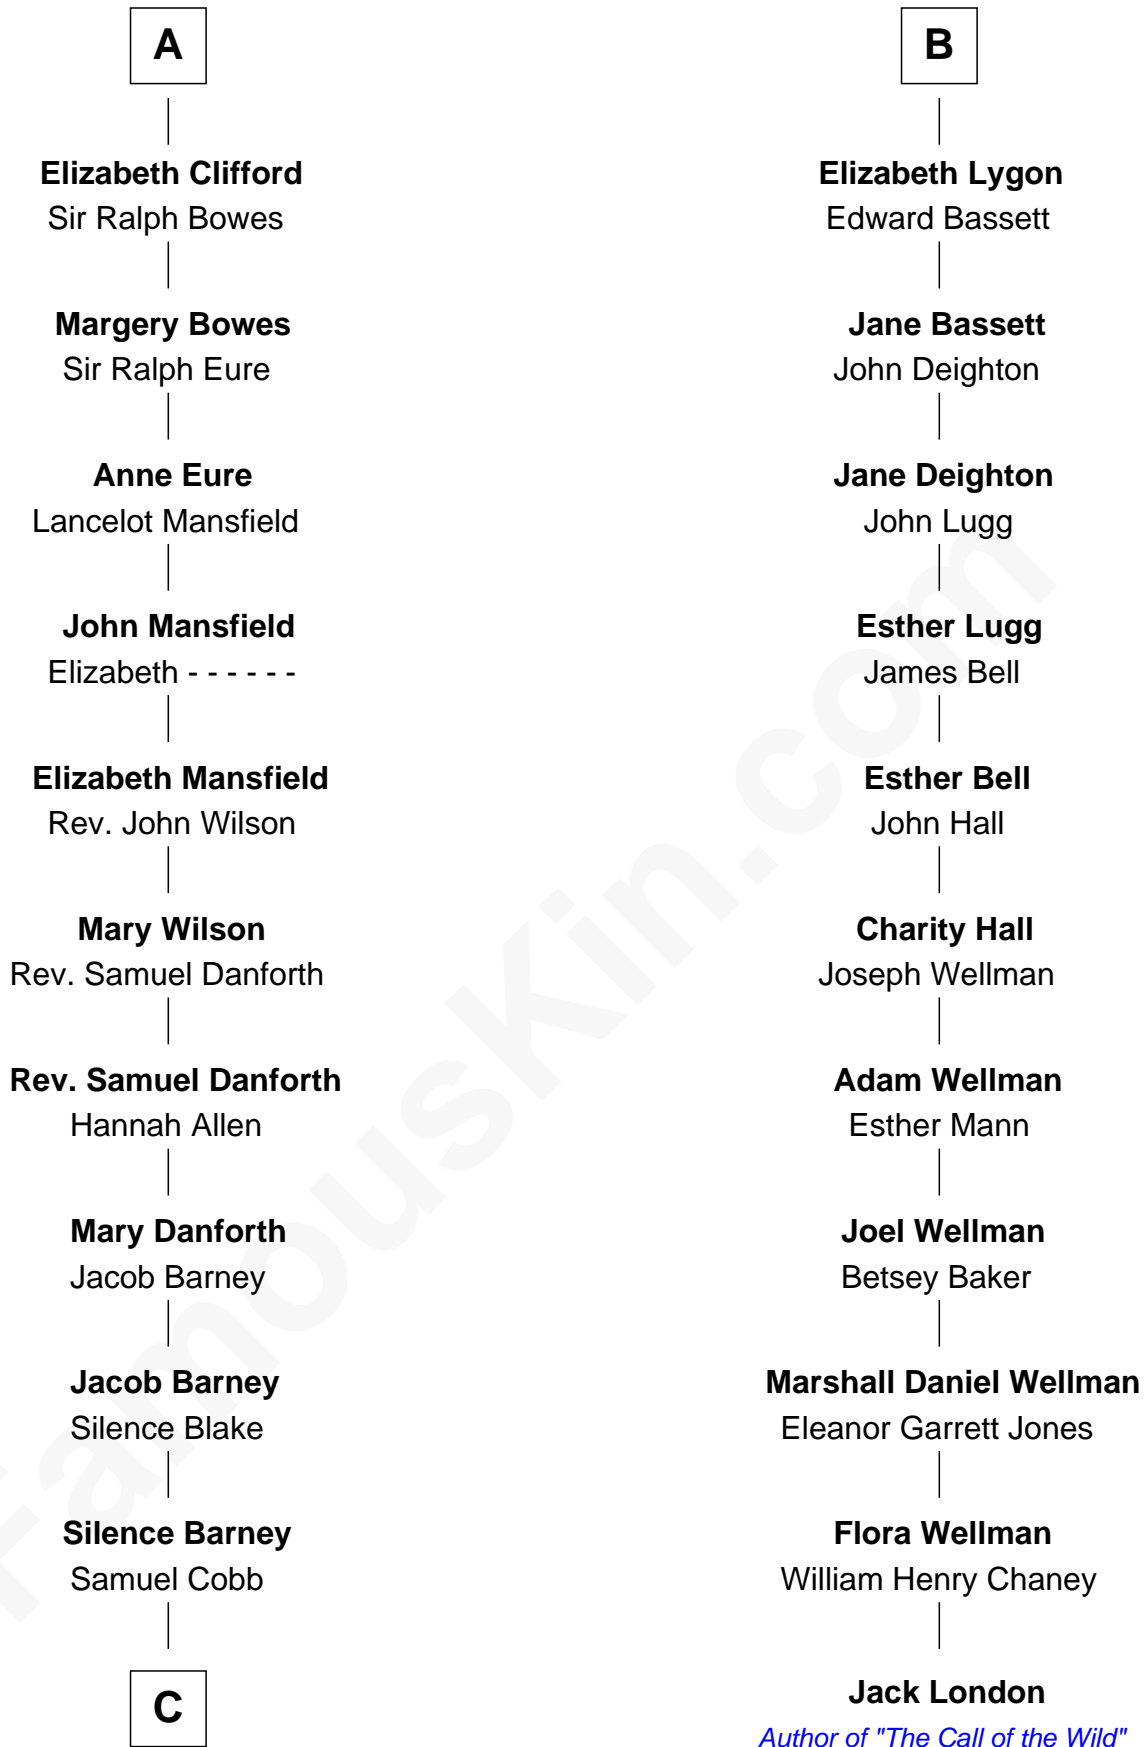 A
Elizabeth Clifford
Sir Ralph Bowes
Margery Bowes
Sir Ralph Eure
Anne Eure
Lancelot Mansfield
John Mansfield
Elizabeth - - - - - -
Elizabeth Mansfield
Rev. John Wilson
Mary Wilson
Rev. Samuel Danforth
Rev. Samuel Danforth
Hannah Allen
Mary Danforth
Jacob Barney
Jacob Barney
Silence Blake
Silence Barney
Samuel Cobb
C
B
Elizabeth Lygon
Edward Bassett
Jane Bassett
John Deighton
Jane Deighton
John Lugg
Esther Lugg
James Bell
Esther Bell
John Hall
Charity Hall
Joseph Wellman
Adam Wellman
Esther Mann
Joel Wellman
Betsey Baker
Marshall Daniel Wellman
Eleanor Garrett Jones
Flora Wellman
William Henry Chaney
Jack London
Author of "The Call of the Wild"
FamousKin.com